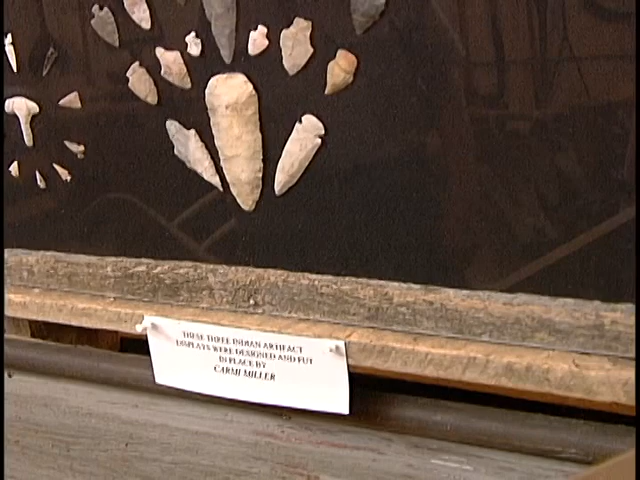 THESE THREE INDIAN ARTIFACT
DISPLAYS WERE DESIGNED AND PUT
IN PLACE BY
CARMI MILLER